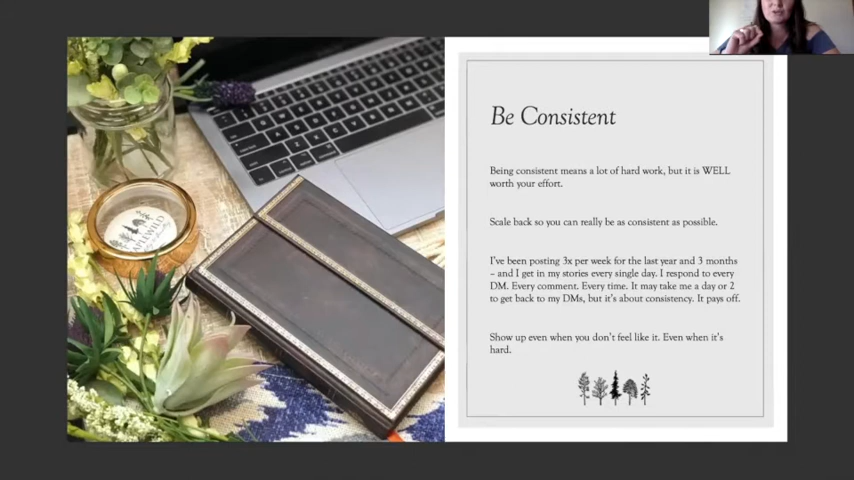 Be Consistent
Being consistent means a lot of hard work, but it is WELL
worth your effort.
Scale back so you can really be as consistent as possible.
I've been posting 3x per week for the last year and 3 months
– and I get in my stories every single day. I respond to every
DM. Every comment. Every time. It may take me a day or 2
to get back to my DMs, but it's about consistency. It pays off.
Show up even when you don't feel like it. Even when it's
hard.